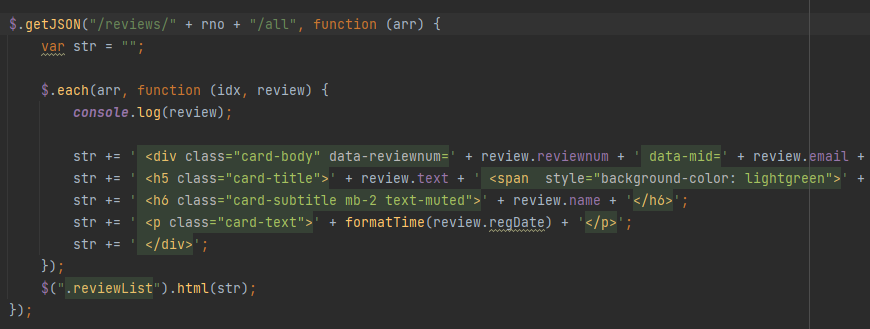 $.getJSON("/reviews/" + rno + "/all", function (arr) {
    var str = "";

    $.each(arr, function (idx, review) {
        console.log(review);

        str += ' <div class="card-body" data-reviewnum=' + review.reviewnum + ' data-mid=' + review.email +
        str += ' <h5 class="card-title">' + review.text + ' <span  style="background-color: lightgreen">' +
        str += ' <h6 class="card-subtitle mb-2 text-muted">' + review.name + '</h6>';
        str += ' <p class="card-text">' + formatTime(review.regDate) + '</p>';
        str += ' </div>';
    });
    $(".reviewList").html(str);
});